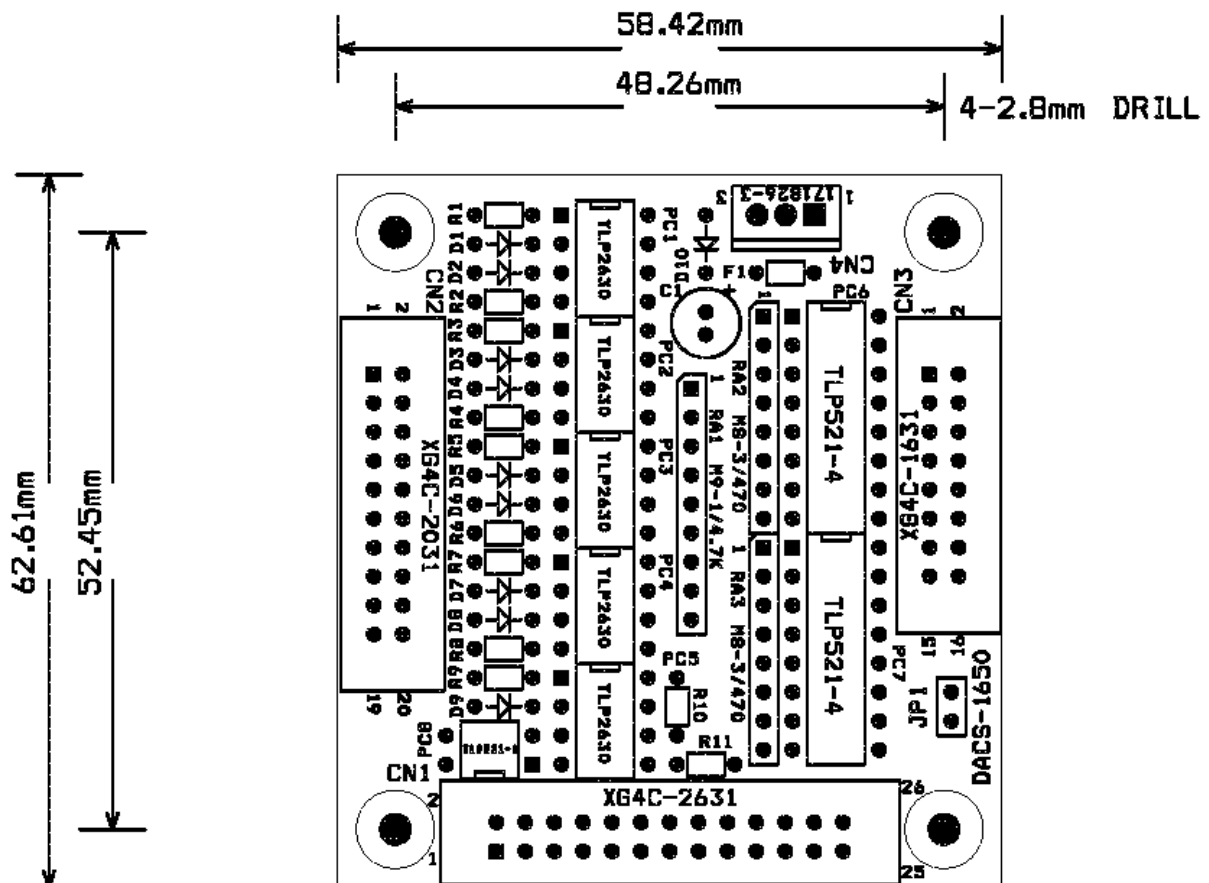 58.42mm
48.26mm
4-2.8mm DRILL
62.61mm
52.45mm
R1
D1
D2
R2
R3
D3
D4
R4
R5
D5
D6
R6
R7
D7
D8
R8
R9
D9
PC8
CN2
1 2
XG4C-2031
19 20
TLP2630
TLP2630
TLP2630
TLP2630
TLP2630
PC1
PC2
PC3
PC4
PC5
D10
C1
+
3 171826-3 1
F1
CN4
1
RA1 M9-1/4.7K
1
RA2 M8-3/470
1
RA3 M8-3/470
PC6
TLP521-4
TLP521-4
PC7
CN3
1 2
XG4C-1631
15 16
JP1
DACS-1650
R10
R11
CN1
2
1
XG4C-2631
26
25